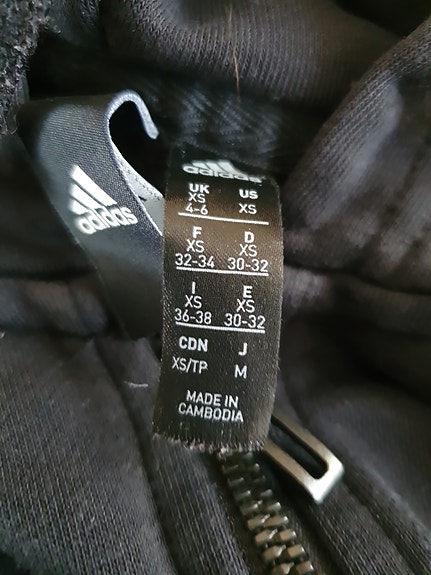 adidas
adidas
UK US
XS XS
4-6
F D
XS XS
32-34 30-32
I E
XS XS
36-38 30-32
CDN J
XS/TP M
MADE IN
CAMBODIA